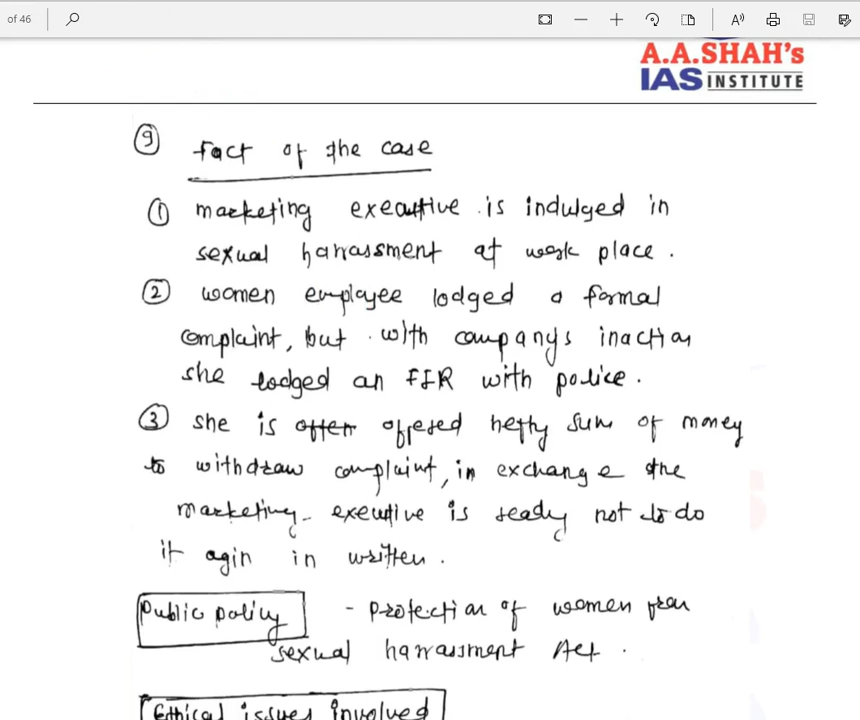 of 46
A.A.SHAH's
IAS INSTITUTE
9 fact of the case
1 marketing executive is indulged in
sexual harrassment at work place.
2 women employee lodged a formal
complaint, but with company's inaction
she lodged an FIR with police.
3 she is often offered hefty sum of money
to withdraw complaint, in exchange the
marketing executive is ready not to do
it agin in written.
Public policy - Protection of women from
sexual harrassment Act.
Ethical issues involved